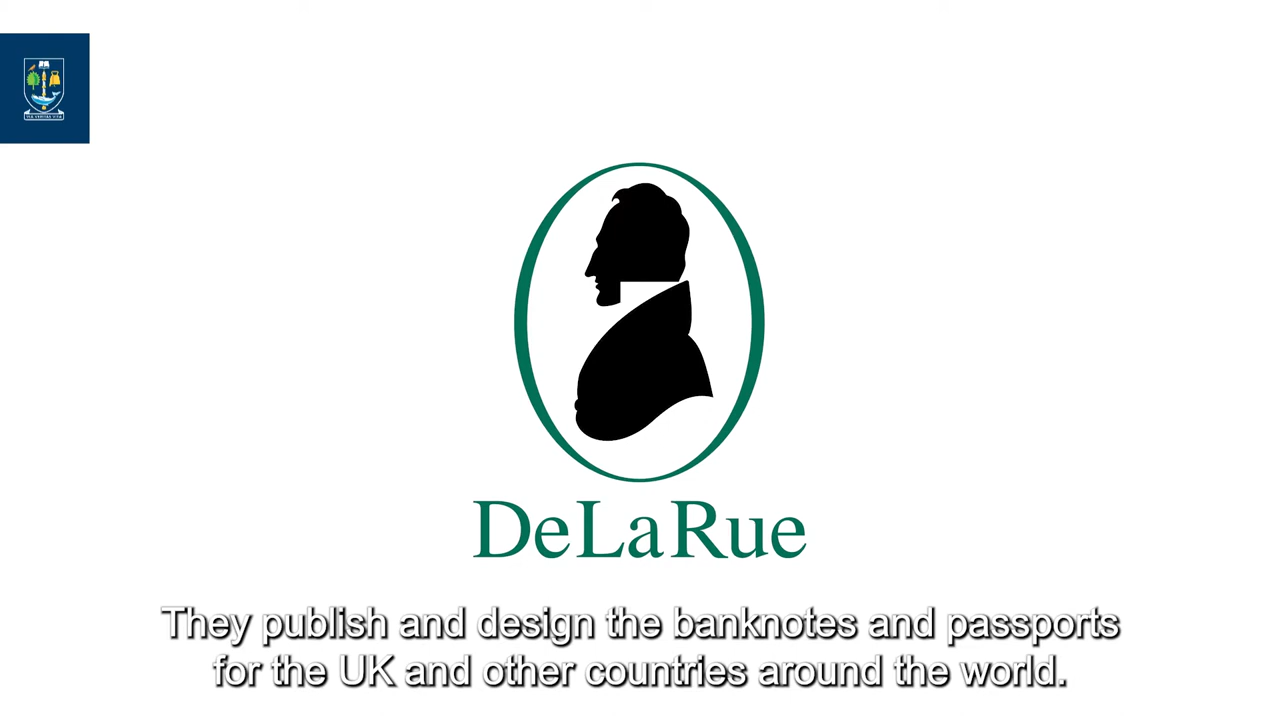 DeLaRue
They publish and design the banknotes and passports
for the UK and other countries around the world.